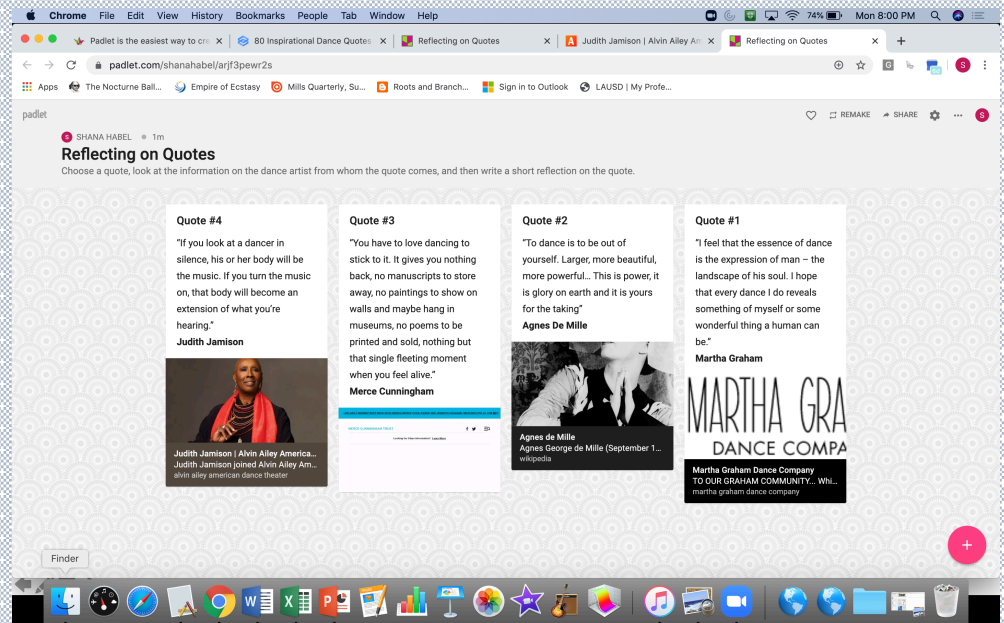 Chrome File Edit View History Bookmarks People Tab Window Help 74% Mon 8:00 PM
Padlet is the easiest way to cre 80 Inspirational Dance Quotes Reflecting on Quotes Judith Jamison | Alvin Ailey Am Reflecting on Quotes
padlet.com/shanahabel/arjf3pewr2s
Apps The Nocturne Ball... Empire of Ecstasy Mills Quarterly, Su... Roots and Branch... Sign in to Outlook LAUSD | My Profe...
padlet REMAKE SHARE
S SHANA HABEL 1m
Reflecting on Quotes
Choose a quote, look at the information on the dance artist from whom the quote comes, and then write a short reflection on the quote.
Quote #4
"If you look at a dancer in
silence, his or her body will be
the music. If you turn the music
on, that body will become an
extension of what you're
hearing."
Judith Jamison
Judith Jamison | Alvin Ailey America...
Judith Jamison joined Alvin Ailey Am...
alvin ailey american dance theater
Quote #3
"You have to love dancing to
stick to it. It gives you nothing
back, no manuscripts to store
away, no paintings to show on
walls and maybe hang in
museums, no poems to be
printed and sold, nothing but
that single fleeting moment
when you feel alive."
Merce Cunningham
MERCE CUNNINGHAM TRUST
Quote #2
"To dance is to be out of
yourself. Larger, more beautiful,
more powerful... This is power, it
is glory on earth and it is yours
for the taking"
Agnes De Mille
Agnes de Mille
Agnes George de Mille (September 1...
wikipedia
Quote #1
"I feel that the essence of dance
is the expression of man – the
landscape of his soul. I hope
that every dance I do reveals
something of myself or some
wonderful thing a human can
be."
Martha Graham
MARTHA GRA
DANCE COMPA
Martha Graham Dance Company
TO OUR GRAHAM COMMUNITY... Whi...
martha graham dance company
Finder